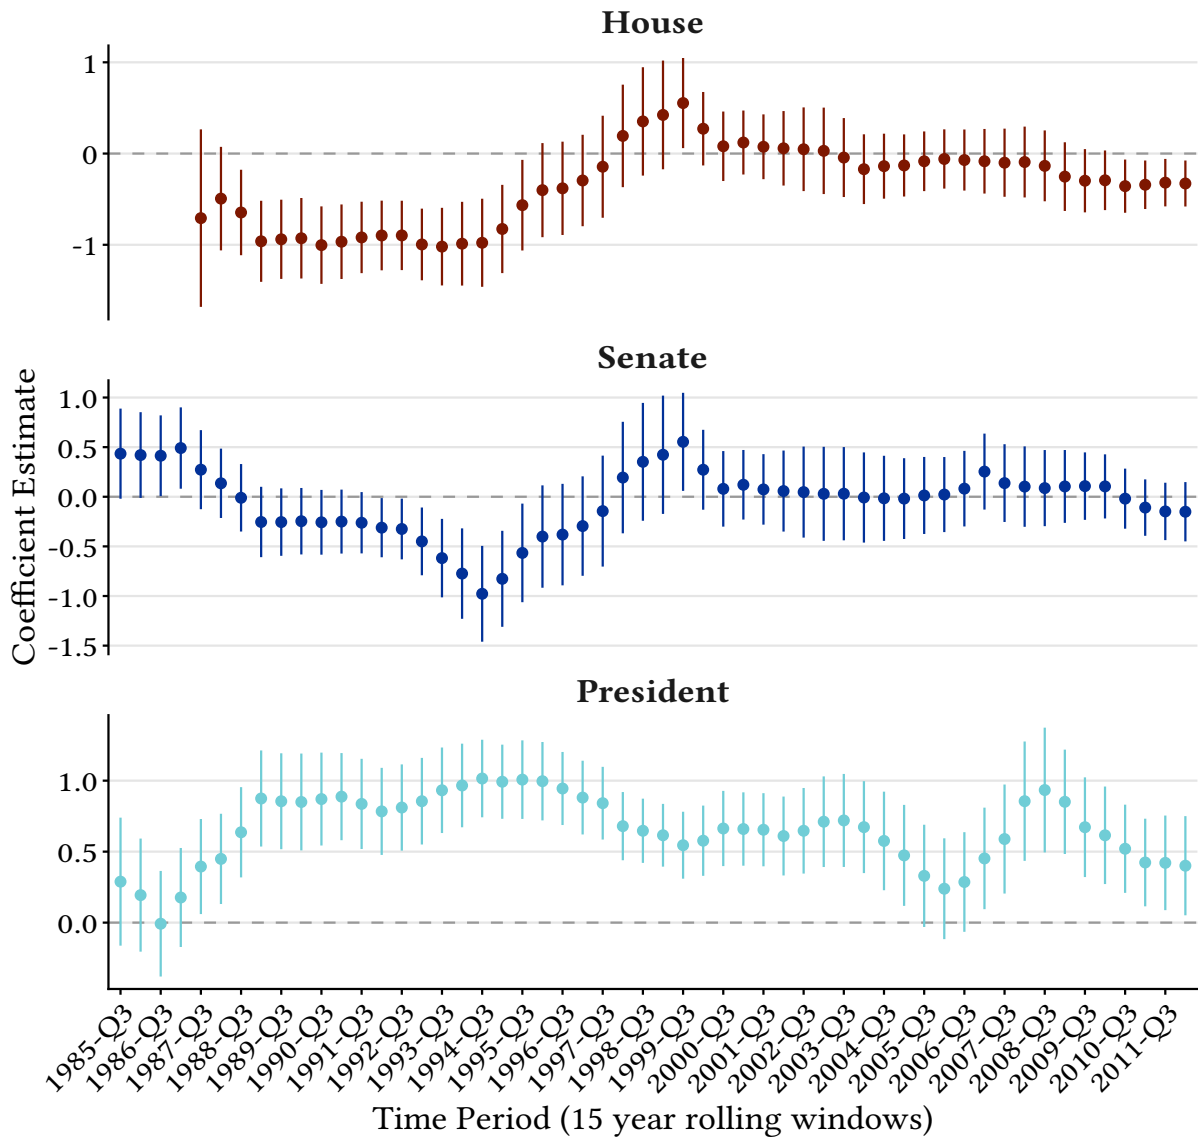 House
1
0
-1
Senate
Coefficient Estimate
1.0
0.5
0.0
-0.5
-1.0
-1.5
President
1.0
0.5
0.0
1985-Q3
1986-Q3
1987-Q3
1988-Q3
1989-Q3
1990-Q3
1991-Q3
1992-Q3
1993-Q3
1994-Q3
1995-Q3
1996-Q3
1997-Q3
1998-Q3
1999-Q3
2000-Q3
2001-Q3
2002-Q3
2003-Q3
2004-Q3
2005-Q3
2006-Q3
2007-Q3
2008-Q3
2009-Q3
2010-Q3
2011-Q3
Time Period (15 year rolling windows)